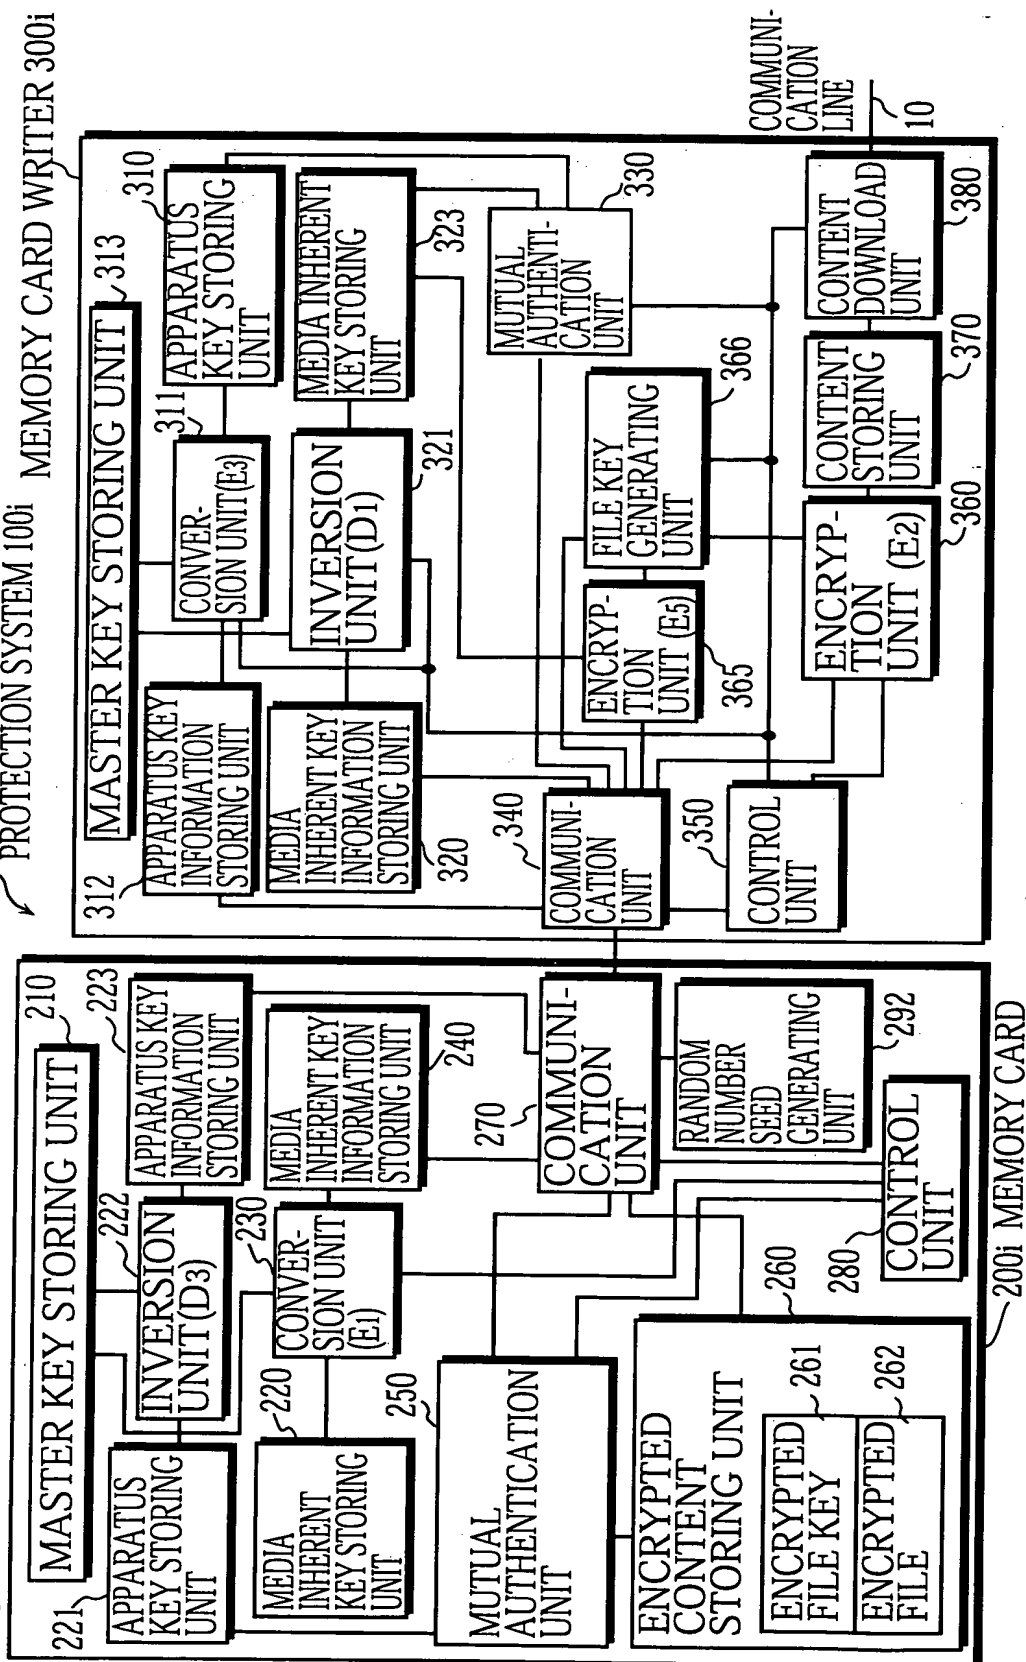 PROTECTION SYSTEM 100i
MEMORY CARD WRITER 300i
MASTER KEY STORING UNIT
210
APPARATUS
KEY STORING
UNIT
221
INVERSION
UNIT(D3)
222
APPARATUS KEY
INFORMATION
STORING UNIT
223
MEDIA
INHERENT
KEY STORING
UNIT
220
CONVER-
SION UNIT
(E1)
230
MEDIA
INHERENT KEY
INFORMATION
STORING UNIT
240
MUTUAL
AUTHENTICATION
UNIT
250
COMMUNI-
CATION
UNIT
270
RANDOM
NUMBER
SEED
GENERATING
UNIT
292
ENCRYPTED
CONTENT
STORING UNIT
260
ENCRYPTED
FILE KEY
261
ENCRYPTED
FILE
262
CONTROL
UNIT
280
200i MEMORY CARD
MASTER KEY STORING UNIT
313
APPARATUS KEY
INFORMATION
STORING UNIT
312
CONVER-
SION UNIT(E3)
311
APPARATUS
KEY STORING
UNIT
310
MEDIA
INHERENT KEY
INFORMATION
STORING UNIT
320
INVERSION
UNIT(D1)
321
MEDIA INHERENT
KEY STORING
UNIT
323
MUTUAL
AUTHENTI-
CATION
UNIT
330
COMMUNI-
CATION
UNIT
340
ENCRYP-
TION
UNIT (E5)
365
FILE KEY
GENERATING
UNIT
366
CONTROL
UNIT
350
ENCRYP-
TION
UNIT (E2)
360
CONTENT
STORING
UNIT
370
CONTENT
DOWNLOAD
UNIT
380
COMMUNI-
CATION
LINE
10